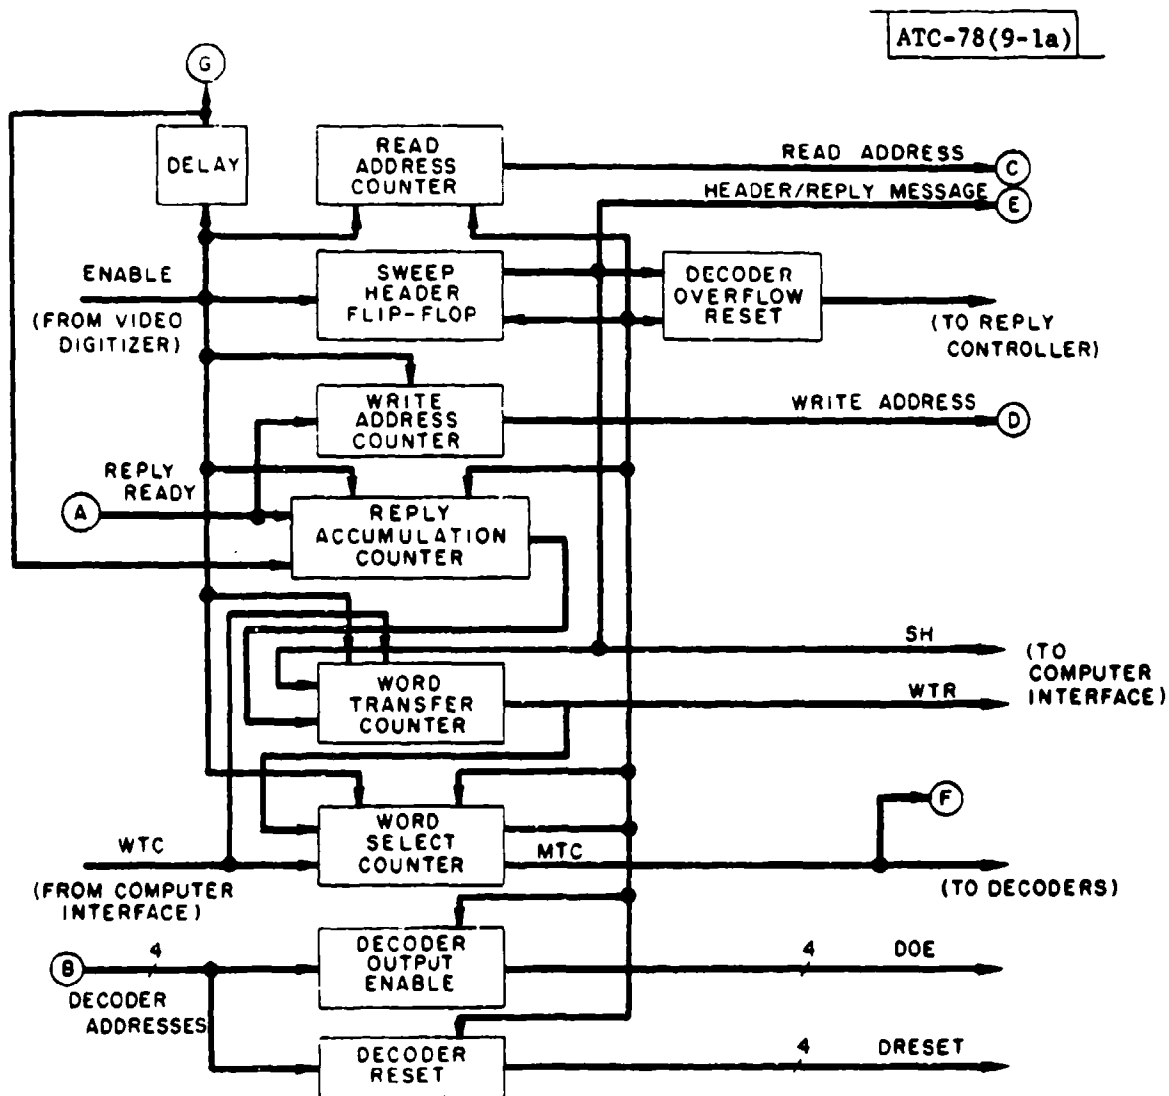 ATC-78(9-1a)
G
DELAY
READ
ADDRESS
COUNTER
READ ADDRESS
C
HEADER/REPLY MESSAGE
E
ENABLE
(FROM VIDEO
DIGITIZER)
SWEEP
HEADER
FLIP-FLOP
DECODER
OVERFLOW
RESET
(TO REPLY
CONTROLLER)
WRITE
ADDRESS
COUNTER
WRITE ADDRESS
D
REPLY
READY
A
REPLY
ACCUMULATION
COUNTER
SH
(TO
COMPUTER
INTERFACE)
WORD
TRANSFER
COUNTER
WTR
F
WTC
(FROM COMPUTER
INTERFACE)
WORD
SELECT
COUNTER
MTC
(TO DECODERS)
B
4
DECODER
ADDRESSES
DECODER
OUTPUT
ENABLE
4 DOE
DECODER
RESET
4 DRESET